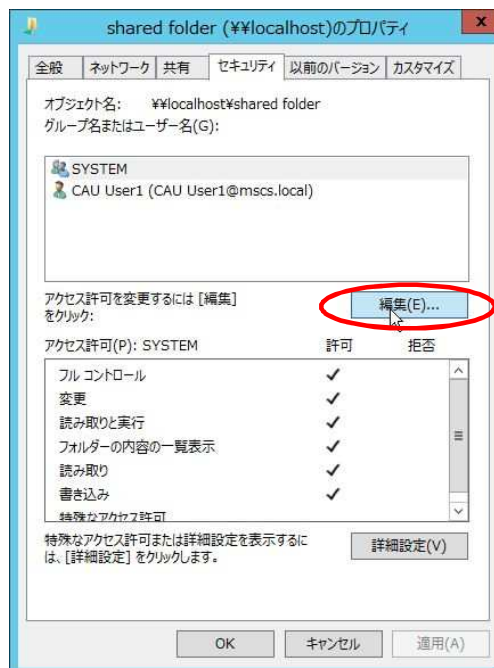 shared folder (¥¥localhost)のプロパティ
x
全般 ネットワーク 共有 セキュリティ 以前のバージョン カスタマイズ
オブジェクト名: ¥¥localhost¥shared folder
グループ名またはユーザー名(G):
SYSTEM
CAU User1 (CAU User1@mscs.local)
アクセス許可を変更するには [編集]
をクリック:
編集(E)...
アクセス許可(P): SYSTEM 許可 拒否
フル コントロール
変更
読み取りと実行
フォルダーの内容の一覧表示
読み取り
書き込み
特殊なアクセス許可
特殊なアクセス許可または詳細設定を表示するに
は、[詳細設定] をクリックします。
詳細設定(V)
OK キャンセル 適用(A)